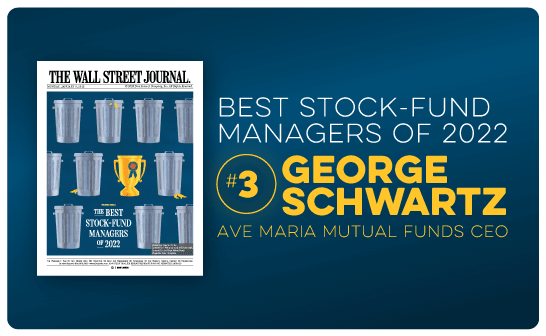 THE WALL STREET JOURNAL.
THE BEST
STOCK-FUND
MANAGERS
OF 2022
BEST STOCK-FUND
MANAGERS OF 2022
#3
GEORGE
SCHWARTZ
AVE MARIA MUTUAL FUNDS CEO